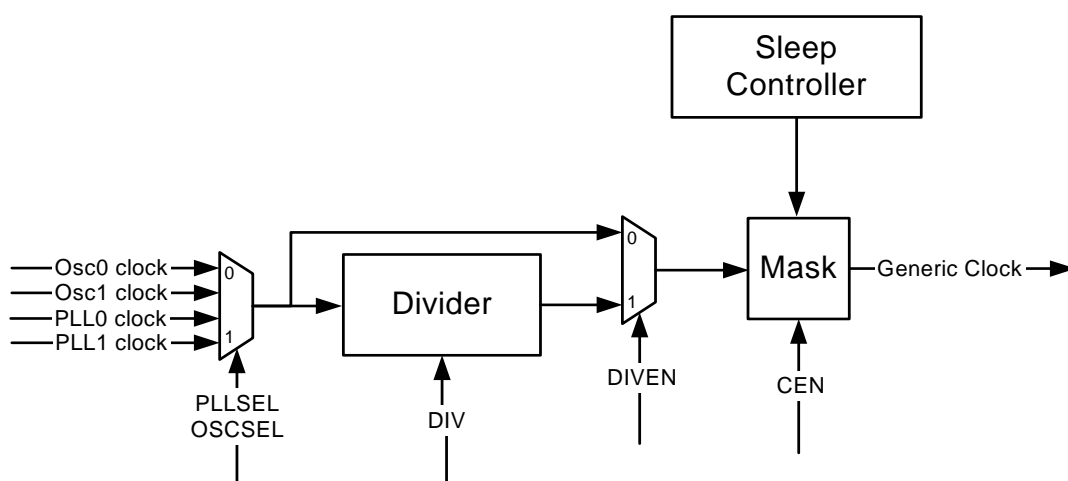 Sleep
Controller
Osc0 clock
Osc1 clock
PLL0 clock
PLL1 clock
0
1
Divider
0
1
Mask
Generic Clock
PLLSEL
OSCSEL
DIV
DIVEN
CEN